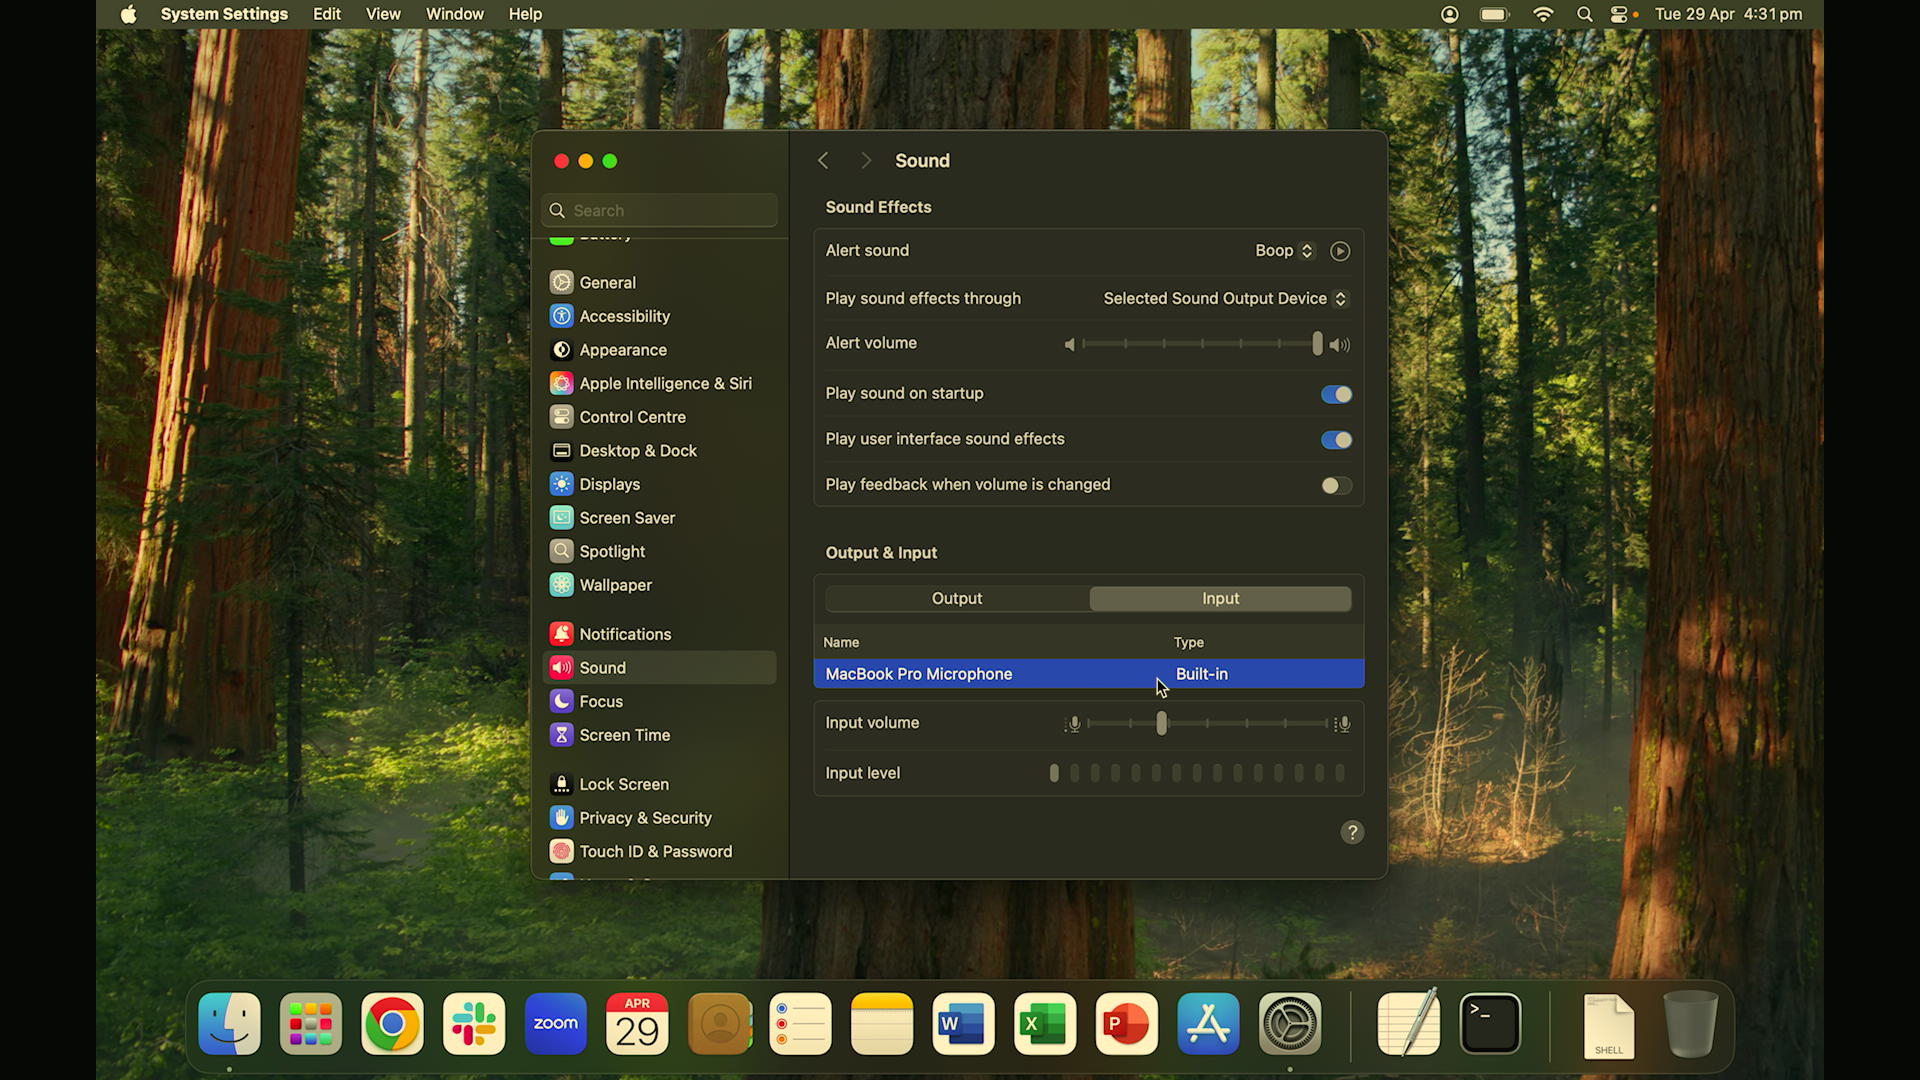 System Settings Edit View Window Help
Tue 29 Apr 4:31 pm
Search
Battery
General
Accessibility
Appearance
Apple Intelligence & Siri
Control Centre
Desktop & Dock
Displays
Screen Saver
Spotlight
Wallpaper
Notifications
Sound
Focus
Screen Time
Lock Screen
Privacy & Security
Touch ID & Password
Sound
Sound Effects
Alert sound Boop
Play sound effects through Selected Sound Output Device
Alert volume
Play sound on startup
Play user interface sound effects
Play feedback when volume is changed
Output & Input
Output Input
Name Type
MacBook Pro Microphone Built-in
Input volume
Input level
?
zoom
APR
29
W
X
P
>_
SHELL